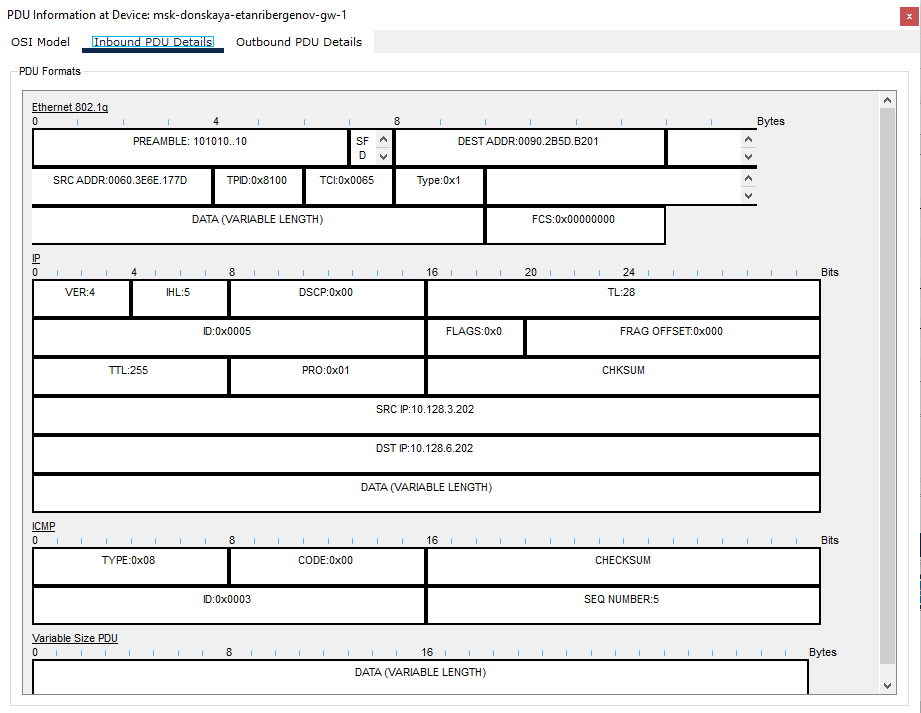 PDU Information at Device: msk-donskaya-etanribergenov-gw-1
x
OSI Model Inbound PDU Details Outbound PDU Details
PDU Formats
Ethernet 802.1q
0 4 8 Bytes
PREAMBLE: 101010..10 SF D DEST ADDR:0090.2B5D.B201
SRC ADDR:0060.3E6E.177D TPID:0x8100 TCI:0x0065 Type:0x1
DATA (VARIABLE LENGTH) FCS:0x00000000
IP
0 4 8 16 20 24 Bits
VER:4 IHL:5 DSCP:0x00 TL:28
ID:0x0005 FLAGS:0x0 FRAG OFFSET:0x000
TTL:255 PRO:0x01 CHKSUM
SRC IP:10.128.3.202
DST IP:10.128.6.202
DATA (VARIABLE LENGTH)
ICMP
0 8 16 Bits
TYPE:0x08 CODE:0x00 CHECKSUM
ID:0x0003 SEQ NUMBER:5
Variable Size PDU
0 8 16 Bytes
DATA (VARIABLE LENGTH)